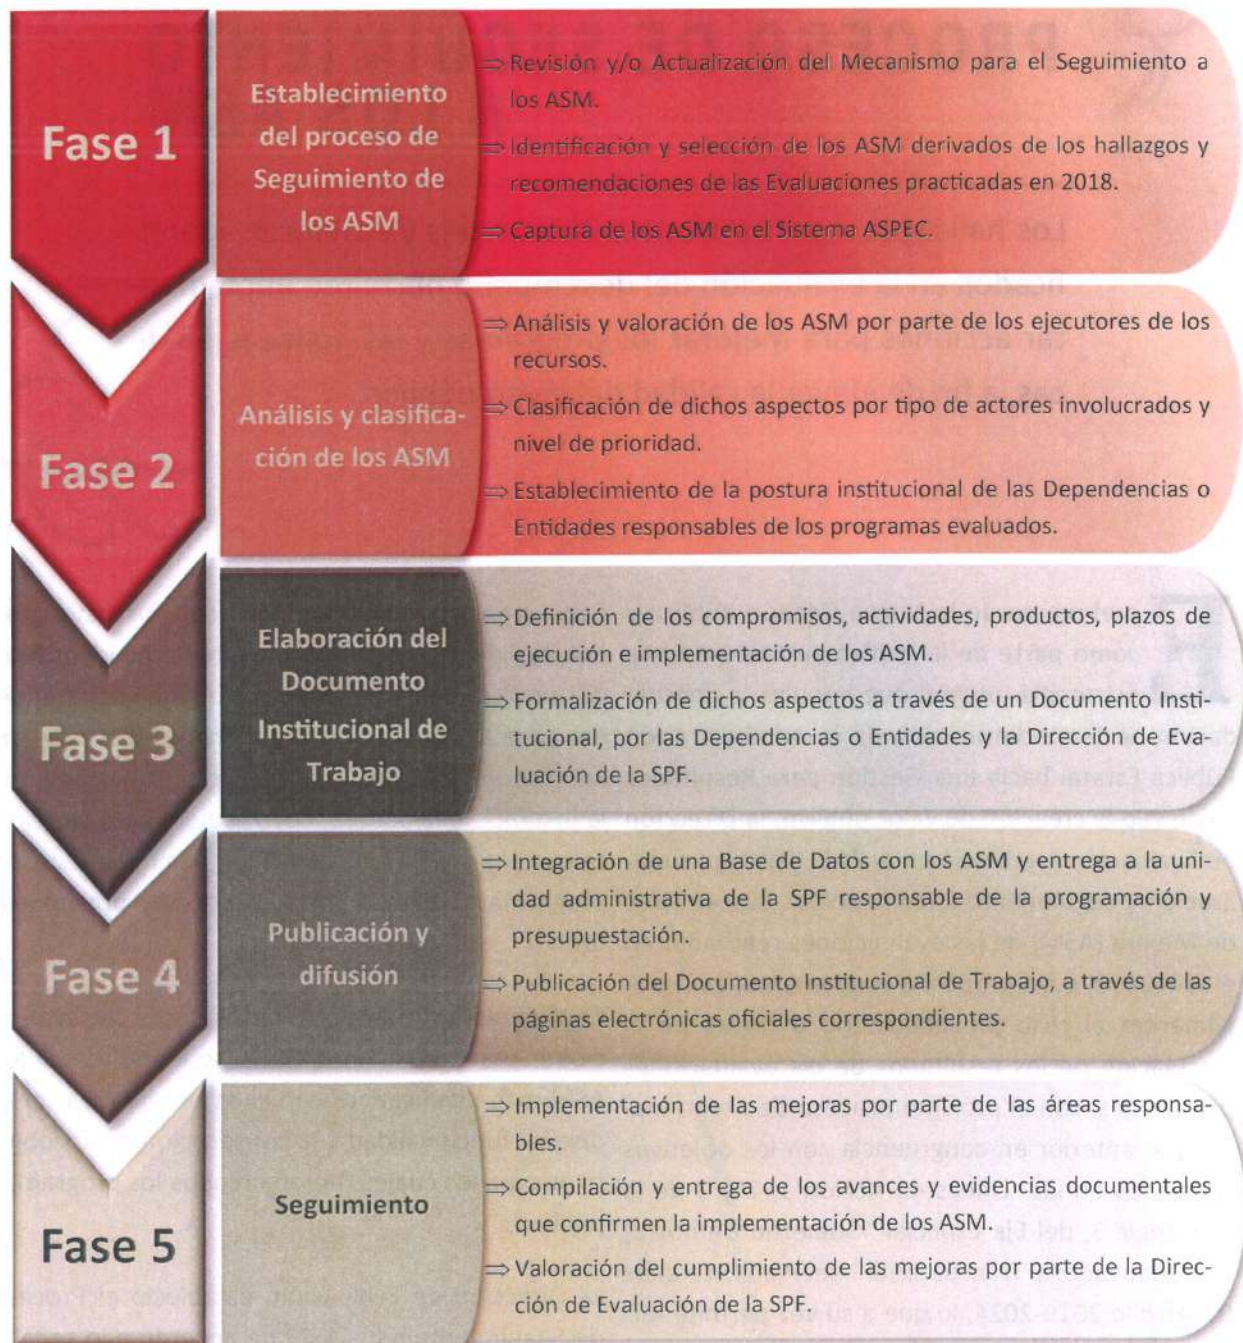 Fase 1
Establecimiento
del proceso de
Seguimiento de
los ASM
⇒ Revisión y/o Actualización del Mecanismo para el Seguimiento a
los ASM.
⇒ Identificación y selección de los ASM derivados de los hallazgos y
recomendaciones de las Evaluaciones practicadas en 2018.
⇒ Captura de los ASM en el Sistema ASPEC.
Fase 2
Análisis y clasifica-
ción de los ASM
⇒ Análisis y valoración de los ASM por parte de los ejecutores de los
recursos.
⇒ Clasificación de dichos aspectos por tipo de actores involucrados y
nivel de prioridad.
⇒ Establecimiento de la postura institucional de las Dependencias o
Entidades responsables de los programas evaluados.
Fase 3
Elaboración del
Documento
Institucional de
Trabajo
⇒ Definición de los compromisos, actividades, productos, plazos de
ejecución e implementación de los ASM.
⇒ Formalización de dichos aspectos a través de un Documento Insti-
tucional, por las Dependencias o Entidades y la Dirección de Eva-
luación de la SPF.
Fase 4
Publicación y
difusión
⇒ Integración de una Base de Datos con los ASM y entrega a la uni-
dad administrativa de la SPF responsable de la programación y
presupuestación.
⇒ Publicación del Documento Institucional de Trabajo, a través de las
páginas electrónicas oficiales correspondientes.
Fase 5
Seguimiento
⇒ Implementación de las mejoras por parte de las áreas responsa-
bles.
⇒ Compilación y entrega de los avances y evidencias documentales
que confirmen la implementación de los ASM.
⇒ Valoración del cumplimiento de las mejoras por parte de la Direc-
ción de Evaluación de la SPF.